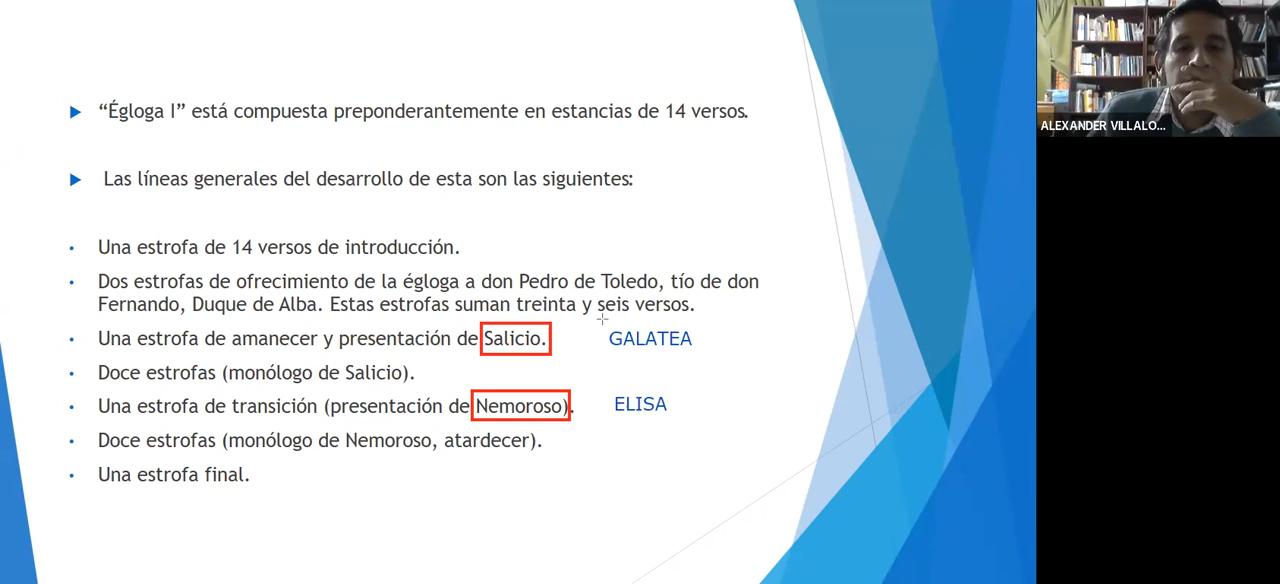 “Égloga I” está compuesta preponderantemente en estancias de 14 versos.
Las líneas generales del desarrollo de esta son las siguientes:
Una estrofa de 14 versos de introducción.
Dos estrofas de ofrecimiento de la égloga a don Pedro de Toledo, tío de don
Fernando, Duque de Alba. Estas estrofas suman treinta y seis versos.
Una estrofa de amanecer y presentación de Salicio. GALATEA
Doce estrofas (monólogo de Salicio).
Una estrofa de transición (presentación de Nemoroso). ELISA
Doce estrofas (monólogo de Nemoroso, atardecer).
Una estrofa final.
ALEXANDER VILLALO...